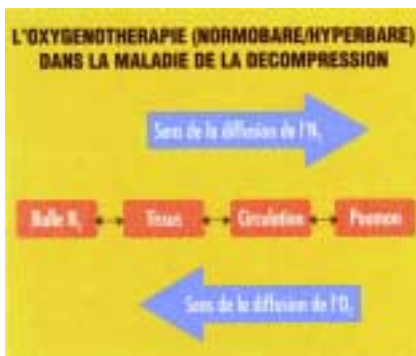 L'OXYGENOTHERAPIE (NORMOBARE/HYPERBARE)
DANS LA MALADIE DE LA DECOMPRESSION
Sens de la diffusion de l'N₂
Bulle N₂
Tissus
Circulation
Poumon
Sens de la diffusion de l'O₂